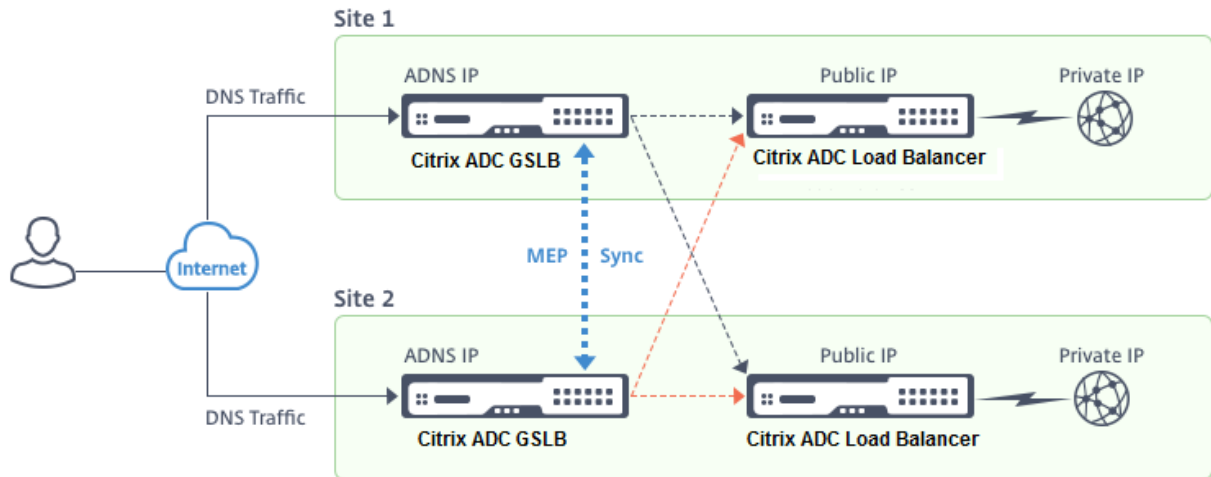 Site 1
ADNS IP
Public IP
Private IP
DNS Traffic
Citrix ADC GSLB
Citrix ADC Load Balancer
Internet
MEP Sync
Site 2
ADNS IP
Public IP
Private IP
DNS Traffic
Citrix ADC GSLB
Citrix ADC Load Balancer